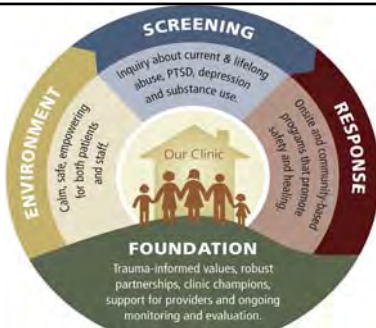 SCREENING
Inquiry about current & lifelong
abuse, PTSD, depression
and substance use.
ENVIRONMENT
Calm, safe, empowering
for both patients
and staff.
RESPONSE
Onsite and community-based
programs that promote
safety and healing.
Our Clinic
FOUNDATION
Trauma-informed values, robust
partnerships, clinic champions,
support for providers and ongoing
monitoring and evaluation.